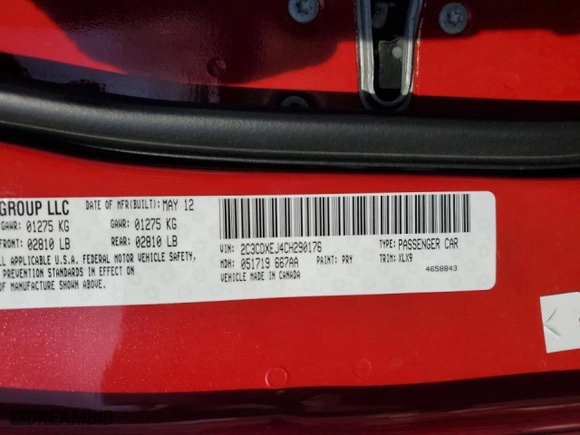 GROUP LLC
DATE OF MFR(BUILT): MAY 12
GAWR: 01275 KG
GAWR: 01275 KG
FRONT: 02810 LB
REAR: 02810 LB
ALL APPLICABLE U.S.A. FEDERAL MOTOR VEHICLE SAFETY,
PREVENTION STANDARDS IN EFFECT
OF MANUFACTURE SHOWN ABOVE.
VIN: 2C3CDXEJ4CH290176
TYPE: PASSENGER CAR
MDH: 051719 667AA
PAINT: PRY
TRIM: XLX9
VEHICLE MADE IN CANADA
4658843
DREAMBID